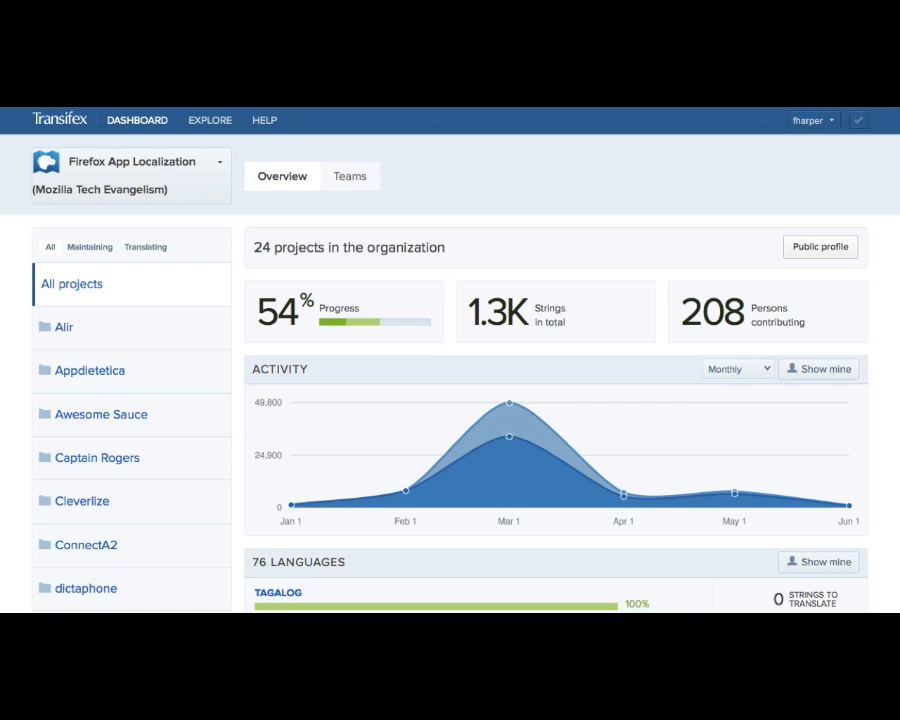 Transifex DASHBOARD EXPLORE HELP fharper
Firefox App Localization
(Mozilla Tech Evangelism)
Overview Teams
All Maintaining Translating
All projects
Alir
Appdietetica
Awesome Sauce
Captain Rogers
Cleverlize
ConnectA2
dictaphone
24 projects in the organization
Public profile
54% Progress
1.3K Strings in total
208 Persons contributing
ACTIVITY
Monthly
Show mine
49,800
24,900
0
Jan 1 Feb 1 Mar 1 Apr 1 May 1 Jun 1
76 LANGUAGES
Show mine
TAGALOG
100%
0 STRINGS TO TRANSLATE